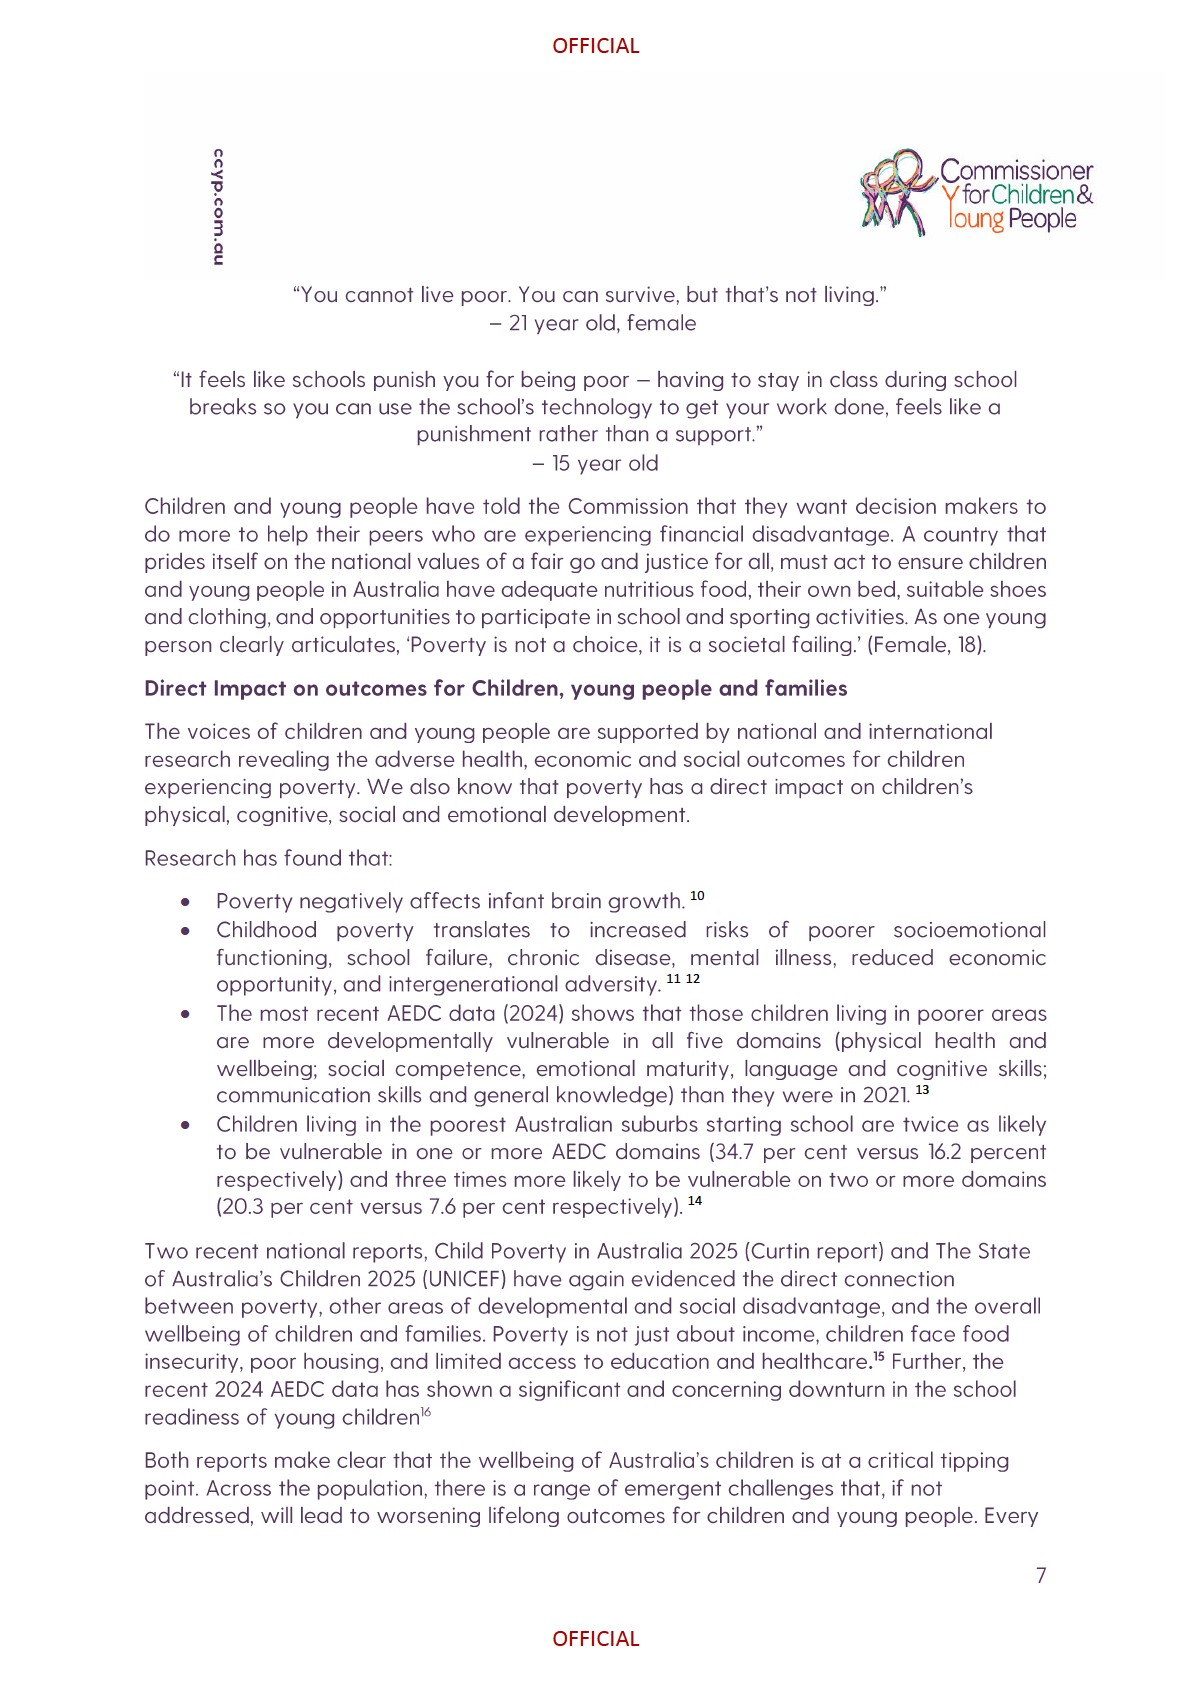 OFFICIAL
ccyp.com.au
Commissioner
for Children &
Young People
“You cannot live poor. You can survive, but that’s not living.”
– 21 year old, female
“It feels like schools punish you for being poor – having to stay in class during school
breaks so you can use the school’s technology to get your work done, feels like a
punishment rather than a support.”
– 15 year old
Children and young people have told the Commission that they want decision makers to
do more to help their peers who are experiencing financial disadvantage. A country that
prides itself on the national values of a fair go and justice for all, must act to ensure children
and young people in Australia have adequate nutritious food, their own bed, suitable shoes
and clothing, and opportunities to participate in school and sporting activities. As one young
person clearly articulates, ‘Poverty is not a choice, it is a societal failing.’ (Female, 18).
Direct Impact on outcomes for Children, young people and families
The voices of children and young people are supported by national and international
research revealing the adverse health, economic and social outcomes for children
experiencing poverty. We also know that poverty has a direct impact on children’s
physical, cognitive, social and emotional development.
Research has found that:
• Poverty negatively affects infant brain growth. 10
• Childhood poverty translates to increased risks of poorer socioemotional
functioning, school failure, chronic disease, mental illness, reduced economic
opportunity, and intergenerational adversity. 11 12
• The most recent AEDC data (2024) shows that those children living in poorer areas
are more developmentally vulnerable in all five domains (physical health and
wellbeing; social competence, emotional maturity, language and cognitive skills;
communication skills and general knowledge) than they were in 2021. 13
• Children living in the poorest Australian suburbs starting school are twice as likely
to be vulnerable in one or more AEDC domains (34.7 per cent versus 16.2 percent
respectively) and three times more likely to be vulnerable on two or more domains
(20.3 per cent versus 7.6 per cent respectively). 14
Two recent national reports, Child Poverty in Australia 2025 (Curtin report) and The State
of Australia’s Children 2025 (UNICEF) have again evidenced the direct connection
between poverty, other areas of developmental and social disadvantage, and the overall
wellbeing of children and families. Poverty is not just about income, children face food
insecurity, poor housing, and limited access to education and healthcare.15 Further, the
recent 2024 AEDC data has shown a significant and concerning downturn in the school
readiness of young children16
Both reports make clear that the wellbeing of Australia’s children is at a critical tipping
point. Across the population, there is a range of emergent challenges that, if not
addressed, will lead to worsening lifelong outcomes for children and young people. Every
7
OFFICIAL